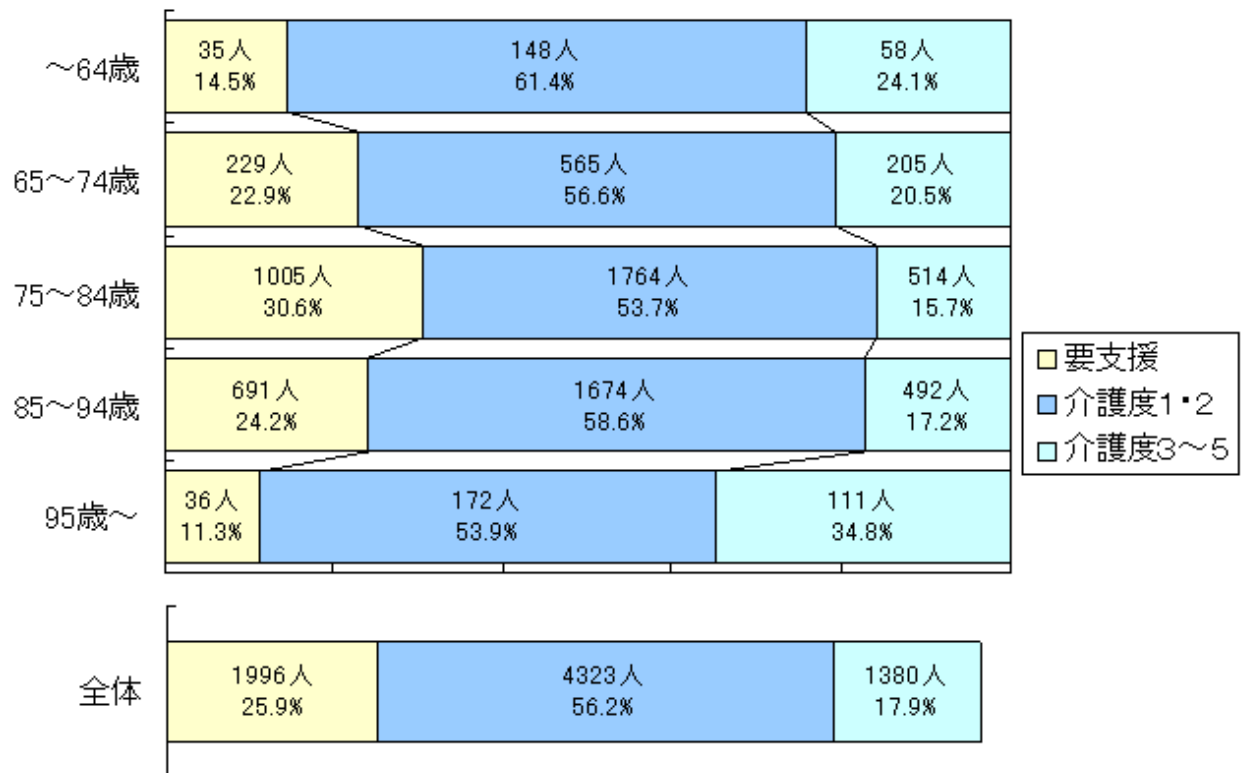 ～64歳
35人
14.5%
148人
61.4%
58人
24.1%
65～74歳
229人
22.9%
565人
56.6%
205人
20.5%
75～84歳
1005人
30.6%
1764人
53.7%
514人
15.7%
85～94歳
691人
24.2%
1674人
58.6%
492人
17.2%
95歳～
36人
11.3%
172人
53.9%
111人
34.8%
要支援
介護度1・2
介護度3～5
全体
1996人
25.9%
4323人
56.2%
1380人
17.9%